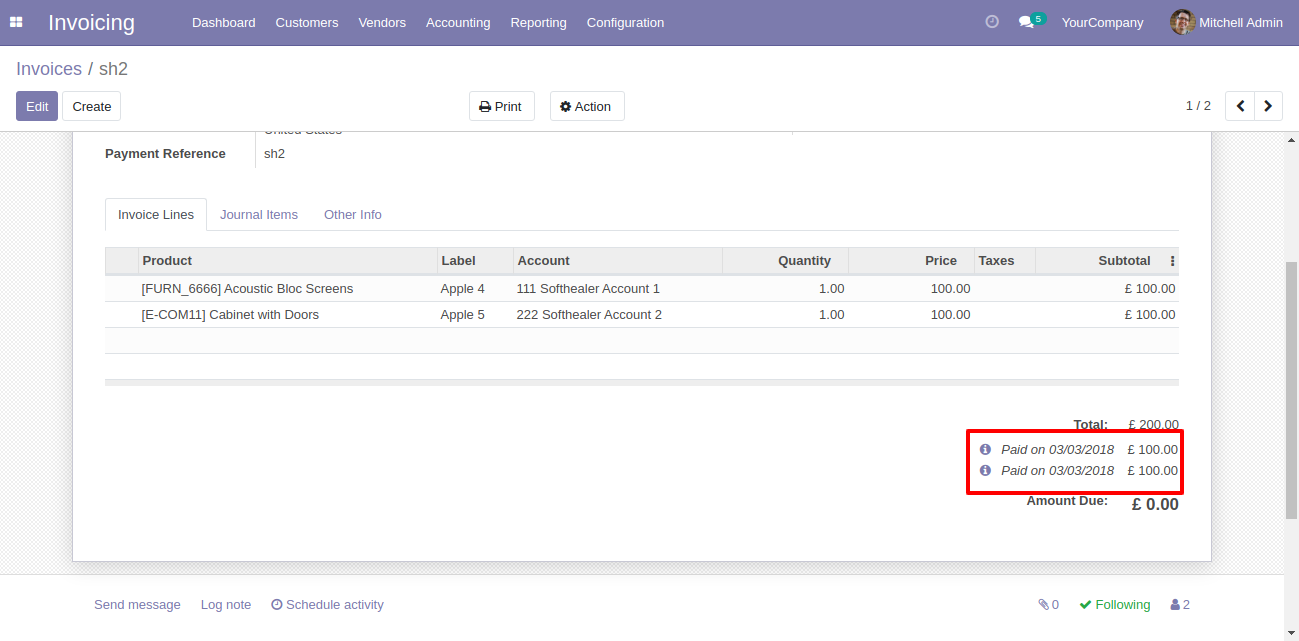 Invoicing Dashboard Customers Vendors Accounting Reporting Configuration 5 YourCompany Mitchell Admin
Invoices / sh2
Edit Create Print Action 1 / 2
United States
Payment Reference sh2
Invoice Lines Journal Items Other Info
Product Label Account Quantity Price Taxes Subtotal
[FURN_6666] Acoustic Bloc Screens Apple 4 111 Softhealer Account 1 1.00 100.00 £ 100.00
[E-COM11] Cabinet with Doors Apple 5 222 Softhealer Account 2 1.00 100.00 £ 100.00
Total: £ 200.00
Paid on 03/03/2018 £ 100.00
Paid on 03/03/2018 £ 100.00
Amount Due: £ 0.00
Send message Log note Schedule activity 0 Following 2